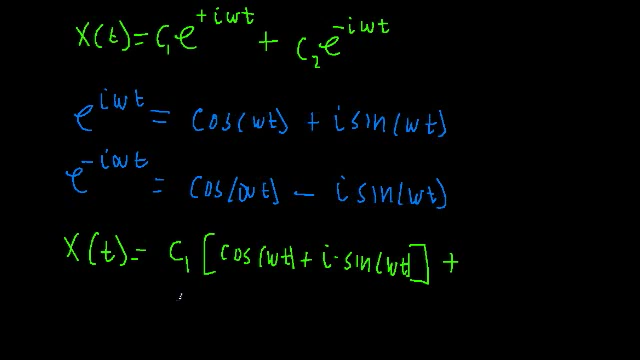 X(t) = C₁e^{+iwt} + C₂e^{-iwt}
e^{iwt} = cos(wt) + i sin(wt)
e^{-iwt} = cos(wt) - i sin(wt)
X(t) = C₁ [cos(wt) + i·sin(wt)] +